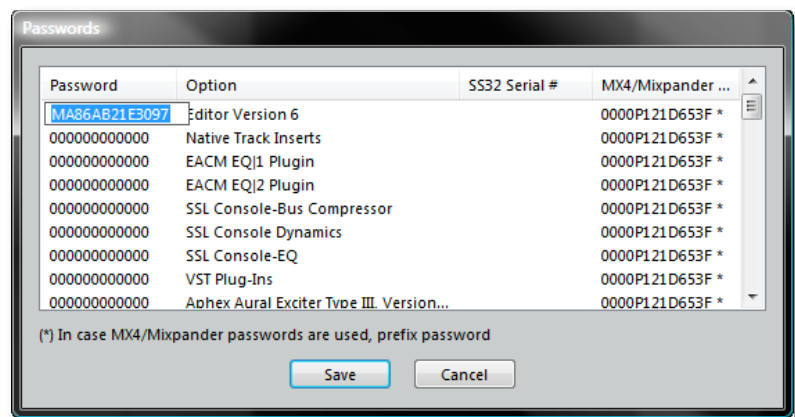 Passwords
Password Option SS32 Serial # MX4/Mixpander ...
MA86AB21E3097 Editor Version 6 0000P121D653F *
000000000000 Native Track Inserts 0000P121D653F *
000000000000 EACM EQ|1 Plugin 0000P121D653F *
000000000000 EACM EQ|2 Plugin 0000P121D653F *
000000000000 SSL Console-Bus Compressor 0000P121D653F *
000000000000 SSL Console Dynamics 0000P121D653F *
000000000000 SSL Console-EQ 0000P121D653F *
000000000000 VST Plug-Ins 0000P121D653F *
000000000000 Aphex Aural Exciter Type III. Version... 0000P121D653F *
(*) In case MX4/Mixpander passwords are used, prefix password
Save Cancel